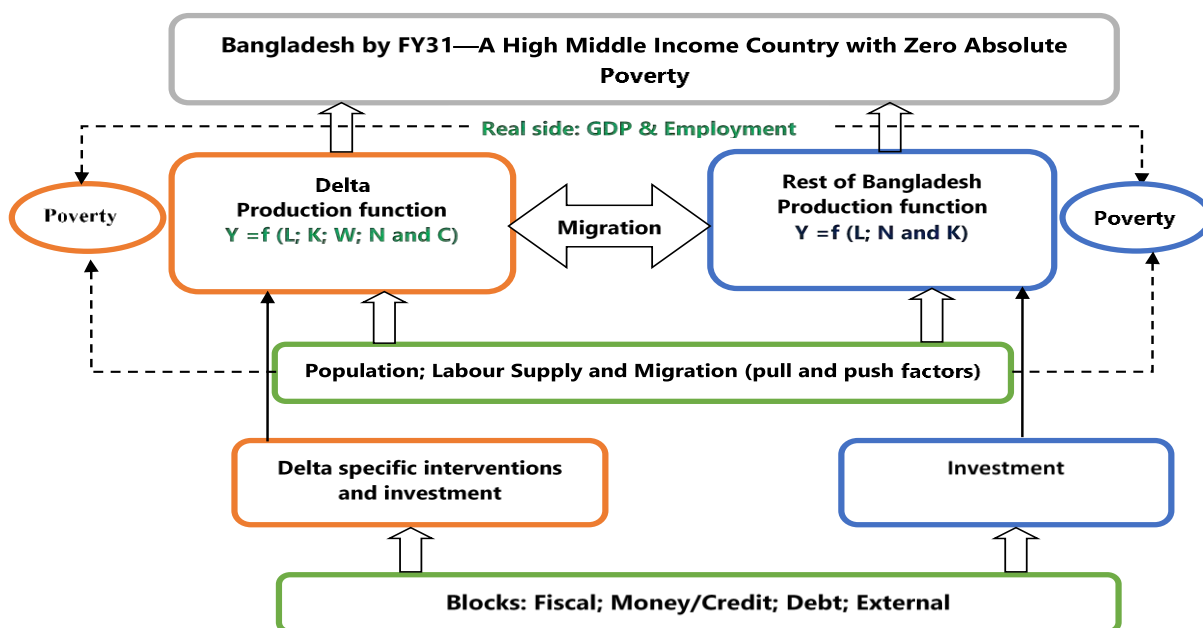 Bangladesh by FY31—A High Middle Income Country with Zero Absolute
Poverty
Real side: GDP & Employment
Poverty
Delta
Production function
Y =f (L; K; W; N and C)
Migration
Rest of Bangladesh
Production function
Y =f (L; N and K)
Poverty
Population; Labour Supply and Migration (pull and push factors)
Delta specific interventions
and investment
Investment
Blocks: Fiscal; Money/Credit; Debt; External